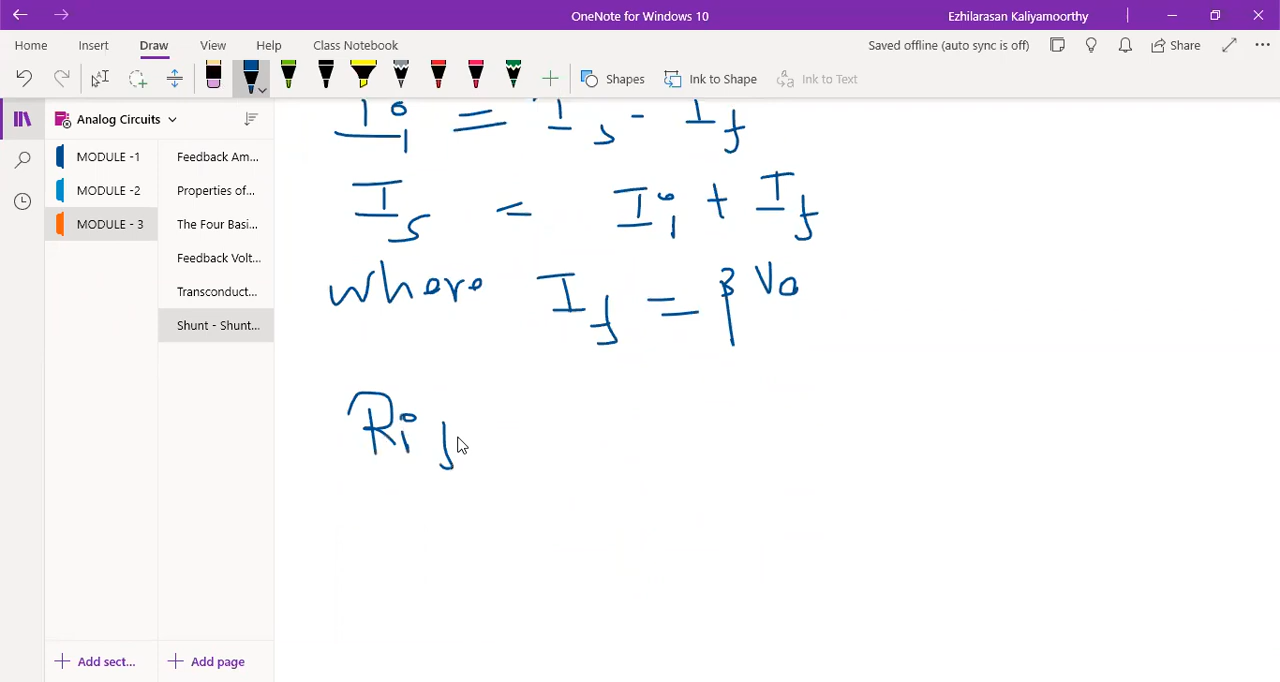 OneNote for Windows 10
Ezhilarasan Kaliyamoorthy
Home Insert Draw View Help Class Notebook
Saved offline (auto sync is off) Share
Shapes Ink to Shape Ink to Text
Analog Circuits
MODULE -1
MODULE -2
MODULE - 3
Feedback Am...
Properties of...
The Four Basi...
Feedback Volt...
Transconduct...
Shunt - Shunt...
Add sect...
Add page
Ii = Is - If
Is = Ii + If
where If = β Vo
Rif